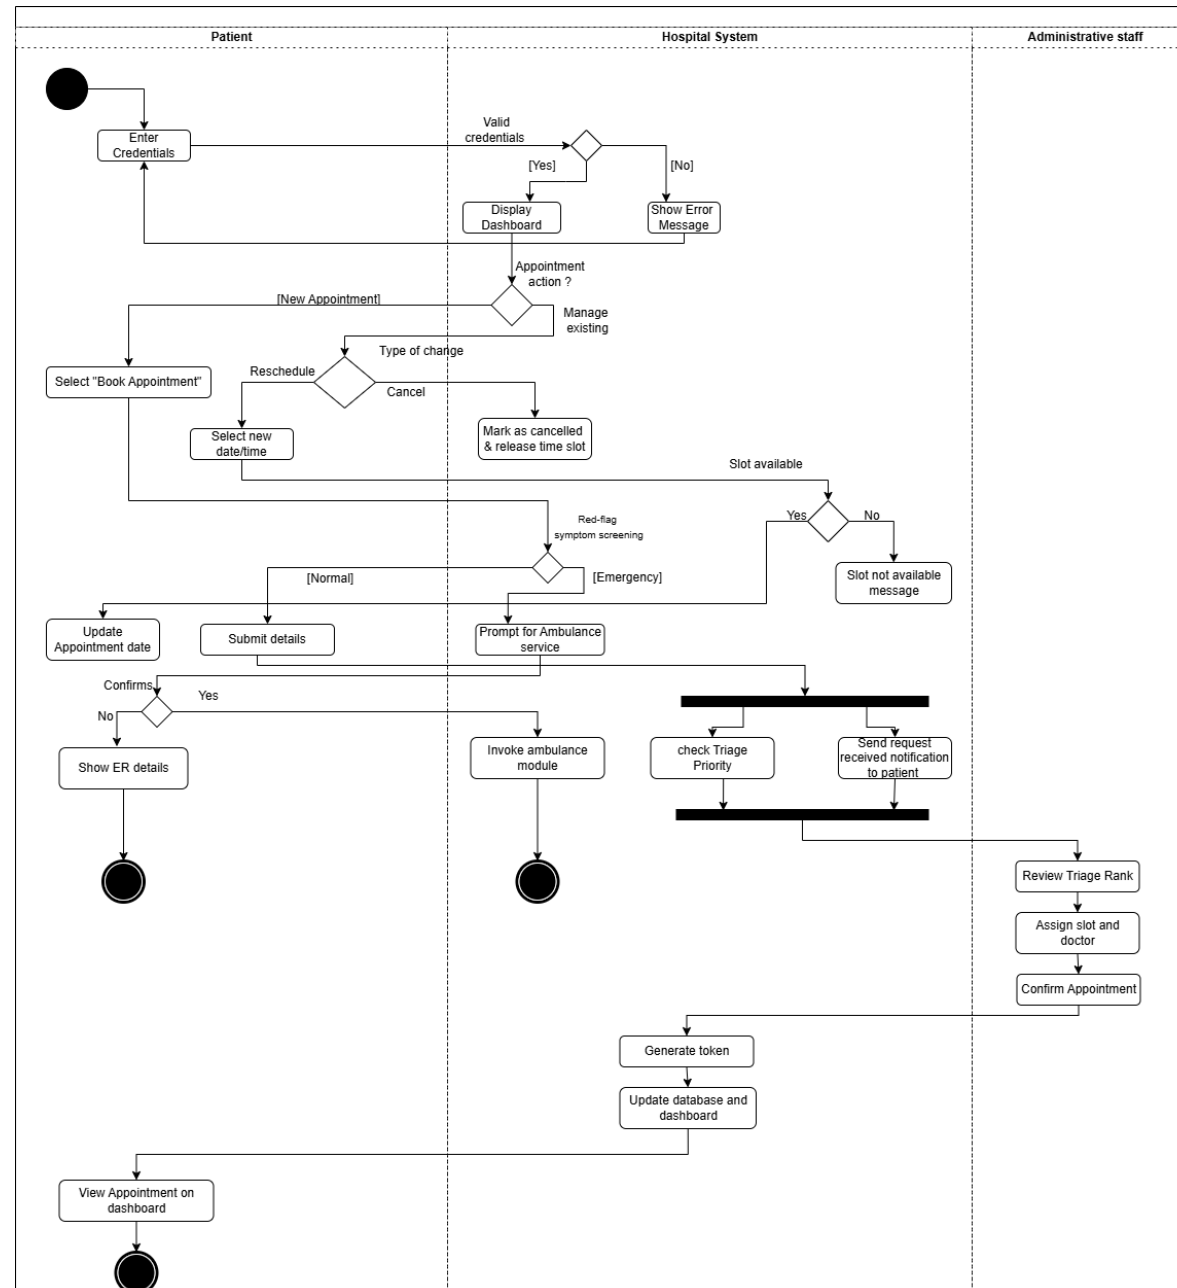 Patient
Hospital System
Administrative staff
Enter
Credentials
Valid
credentials
[Yes]
[No]
Display
Dashboard
Show Error
Message
Appointment
action ?
[New Appointment]
Manage
existing
Type of change
Reschedule
Cancel
Select "Book Appointment"
Select new
date/time
Mark as cancelled
& release time slot
Slot available
Yes
No
Red-flag
symptom screening
[Normal]
[Emergency]
Slot not available
message
Update
Appointment date
Submit details
Prompt for Ambulance
service
Confirms
Yes
No
Show ER details
Invoke ambulance
module
check Triage
Priority
Send request
received notification
to patient
Review Triage Rank
Assign slot and
doctor
Confirm Appointment
Generate token
Update database and
dashboard
View Appointment on
dashboard